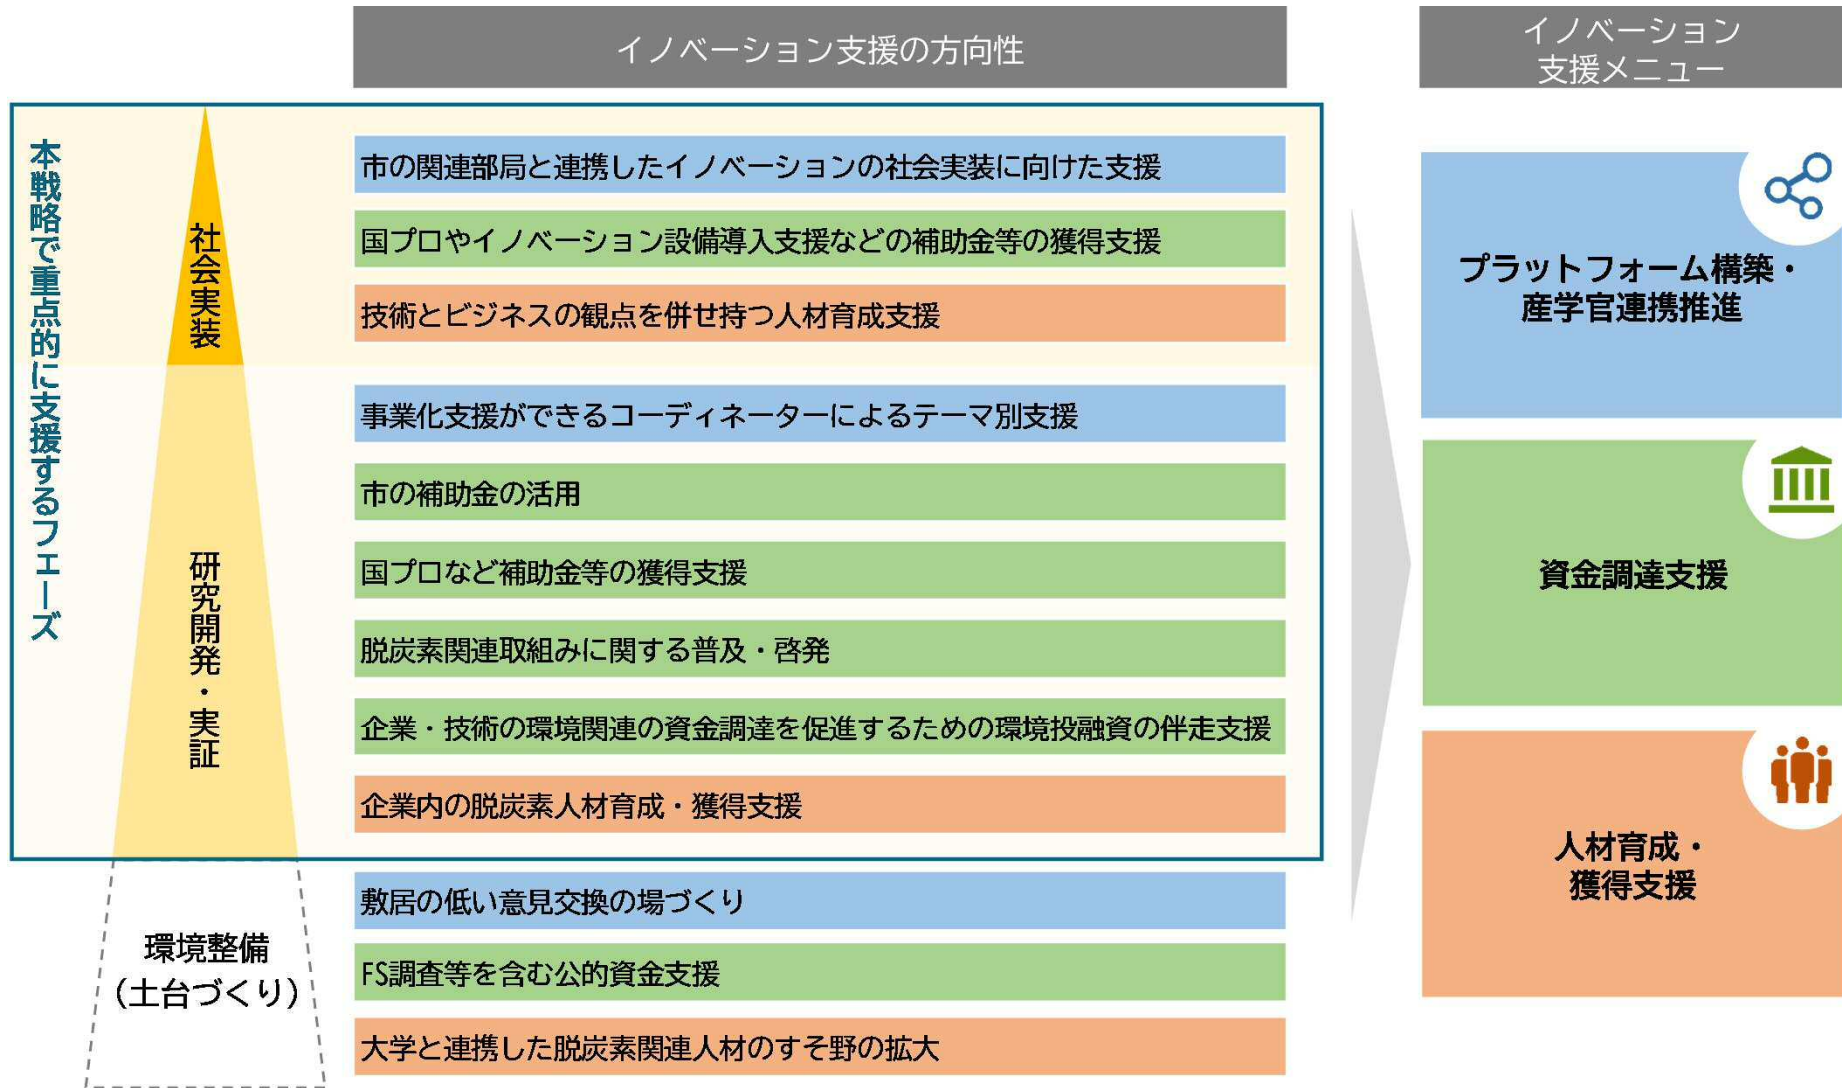 イノベーション支援の方向性
イノベーション
支援メニュー
本戦略で重点的に支援するフェーズ
社会実装
市の関連部局と連携したイノベーションの社会実装に向けた支援
国プロやイノベーション設備導入支援などの補助金等の獲得支援
技術とビジネスの観点を併せ持つ人材育成支援
研究開発・実証
事業化支援ができるコーディネーターによるテーマ別支援
市の補助金の活用
国プロなど補助金等の獲得支援
脱炭素関連取組みに関する普及・啓発
企業・技術の環境関連の資金調達を促進するための環境投融資の伴走支援
企業内の脱炭素人材育成・獲得支援
環境整備
（土台づくり）
敷居の低い意見交換の場づくり
FS調査等を含む公的資金支援
大学と連携した脱炭素関連人材のすそ野の拡大
プラットフォーム構築・
産学官連携推進
資金調達支援
人材育成・
獲得支援